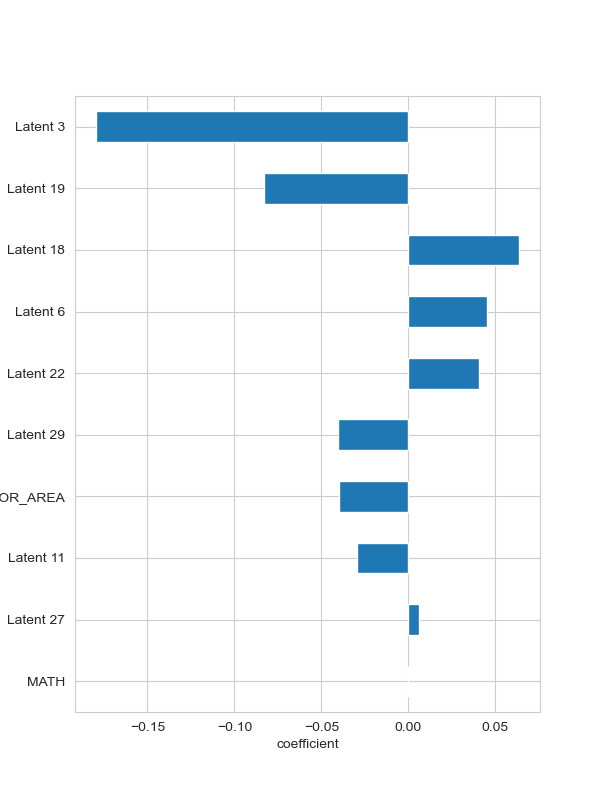 Latent 3
Latent 19
Latent 18
Latent 6
Latent 22
Latent 29
OR_AREA
Latent 11
Latent 27
MATH
−0.15 −0.10 −0.05 0.00 0.05
coefficient